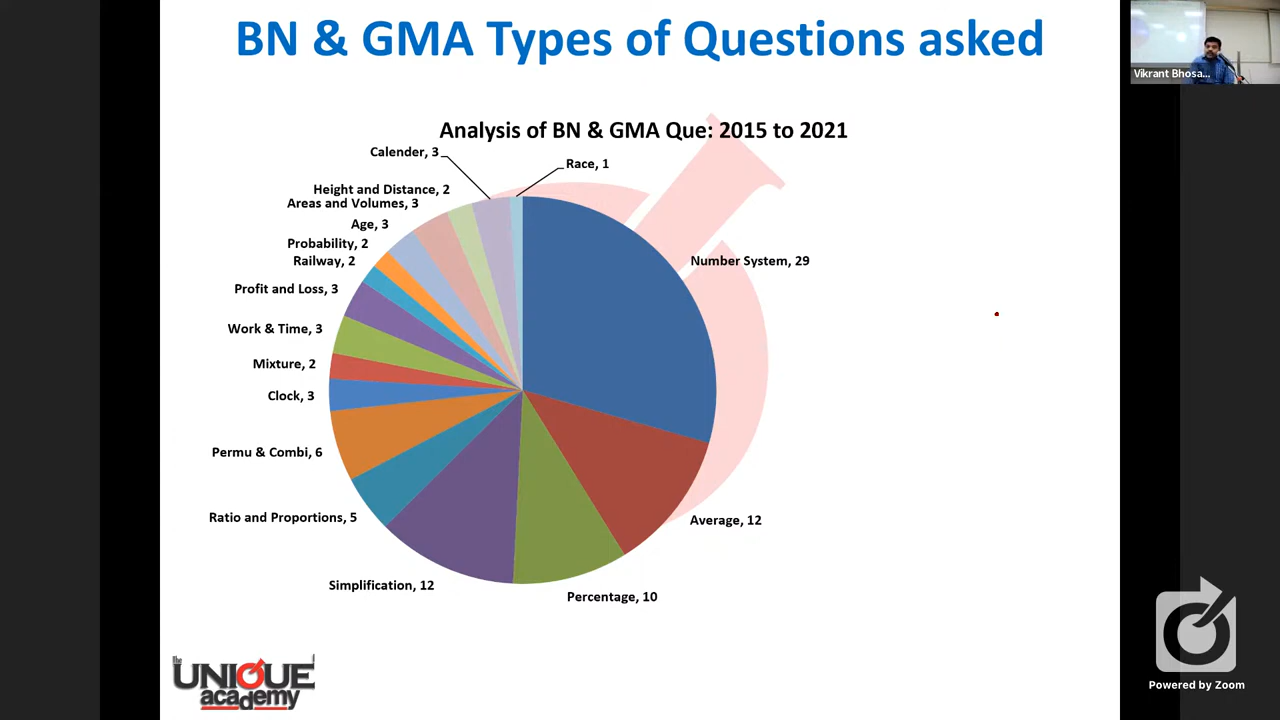 BN & GMA Types of Questions asked
Vikrant Bhosa...
Analysis of BN & GMA Que: 2015 to 2021
Calender, 3
Race, 1
Height and Distance, 2
Areas and Volumes, 3
Age, 3
Probability, 2
Railway, 2
Number System, 29
Profit and Loss, 3
Work & Time, 3
Mixture, 2
Clock, 3
Permu & Combi, 6
Ratio and Proportions, 5
Average, 12
Simplification, 12
Percentage, 10
The
UNIQUE
academy
Powered by Zoom